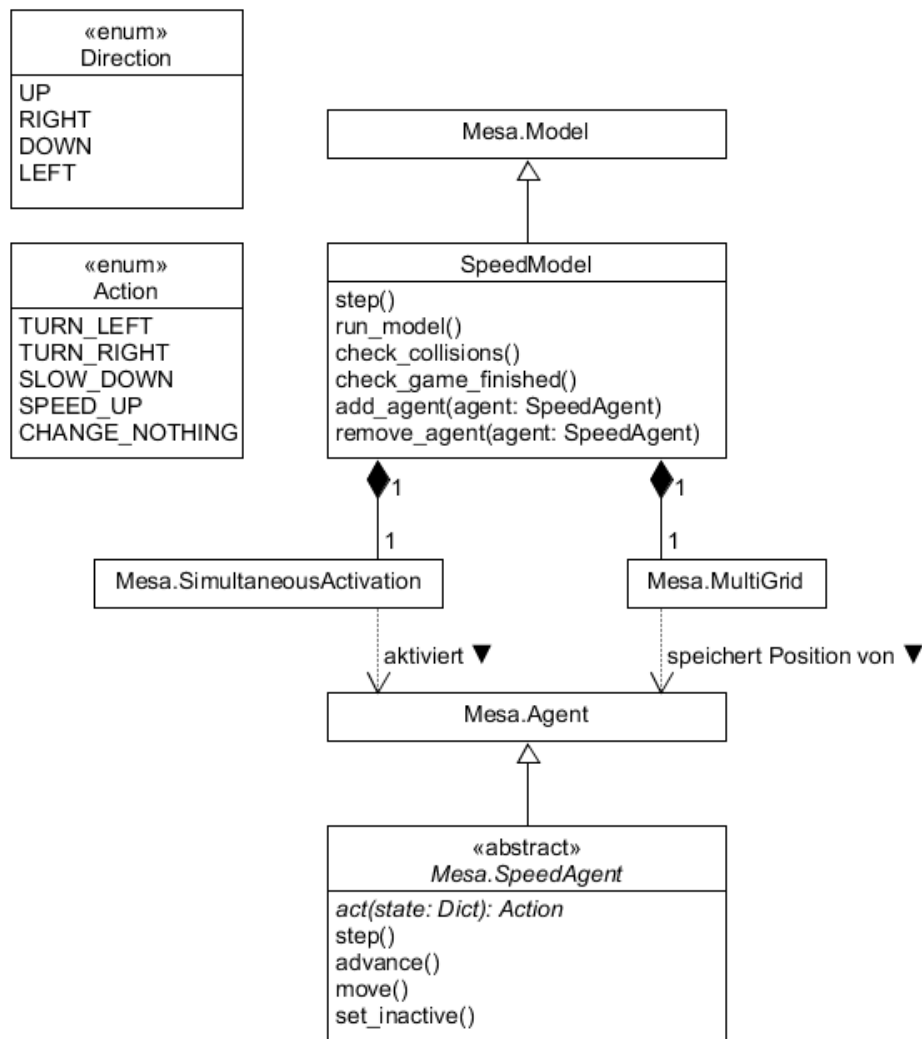 «enum»
Direction
UP
RIGHT
DOWN
LEFT
Mesa.Model
«enum»
Action
TURN_LEFT
TURN_RIGHT
SLOW_DOWN
SPEED_UP
CHANGE_NOTHING
SpeedModel
step()
run_model()
check_collisions()
check_game_finished()
add_agent(agent: SpeedAgent)
remove_agent(agent: SpeedAgent)
1
1
1
1
Mesa.SimultaneousActivation
Mesa.MultiGrid
aktiviert ▼
speichert Position von ▼
Mesa.Agent
«abstract»
Mesa.SpeedAgent
act(state: Dict): Action
step()
advance()
move()
set_inactive()